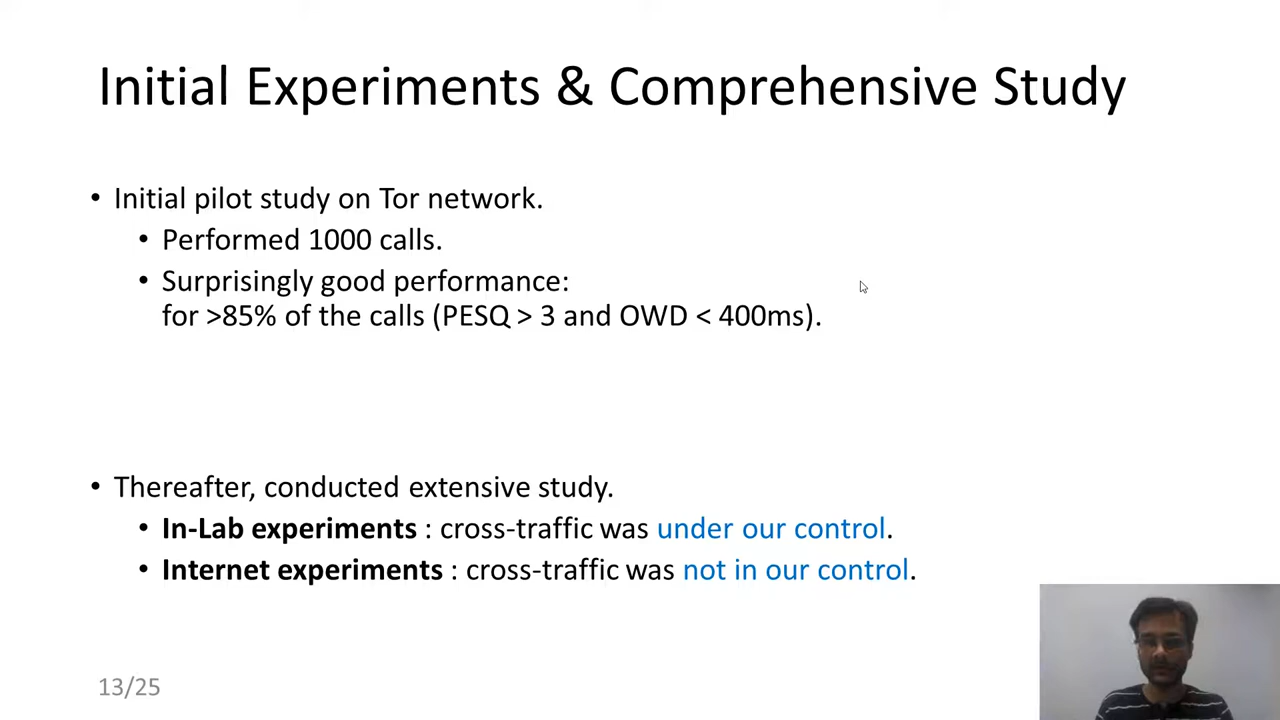 Initial Experiments & Comprehensive Study
• Initial pilot study on Tor network.
• Performed 1000 calls.
• Surprisingly good performance:
for >85% of the calls (PESQ > 3 and OWD < 400ms).
• Thereafter, conducted extensive study.
• In-Lab experiments : cross-traffic was under our control.
• Internet experiments : cross-traffic was not in our control.
13/25